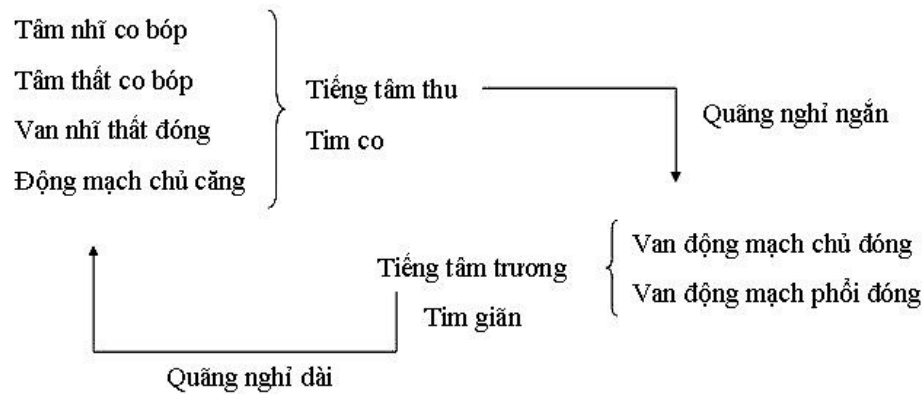 Tâm nhĩ co bóp
Tâm thất co bóp
Van nhĩ thất đóng
Động mạch chủ căng
Tiếng tâm thu
Tim co
Quãng nghỉ ngắn
Tiếng tâm trương
Tim giãn
Van động mạch chủ đóng
Van động mạch phổi đóng
Quãng nghỉ dài